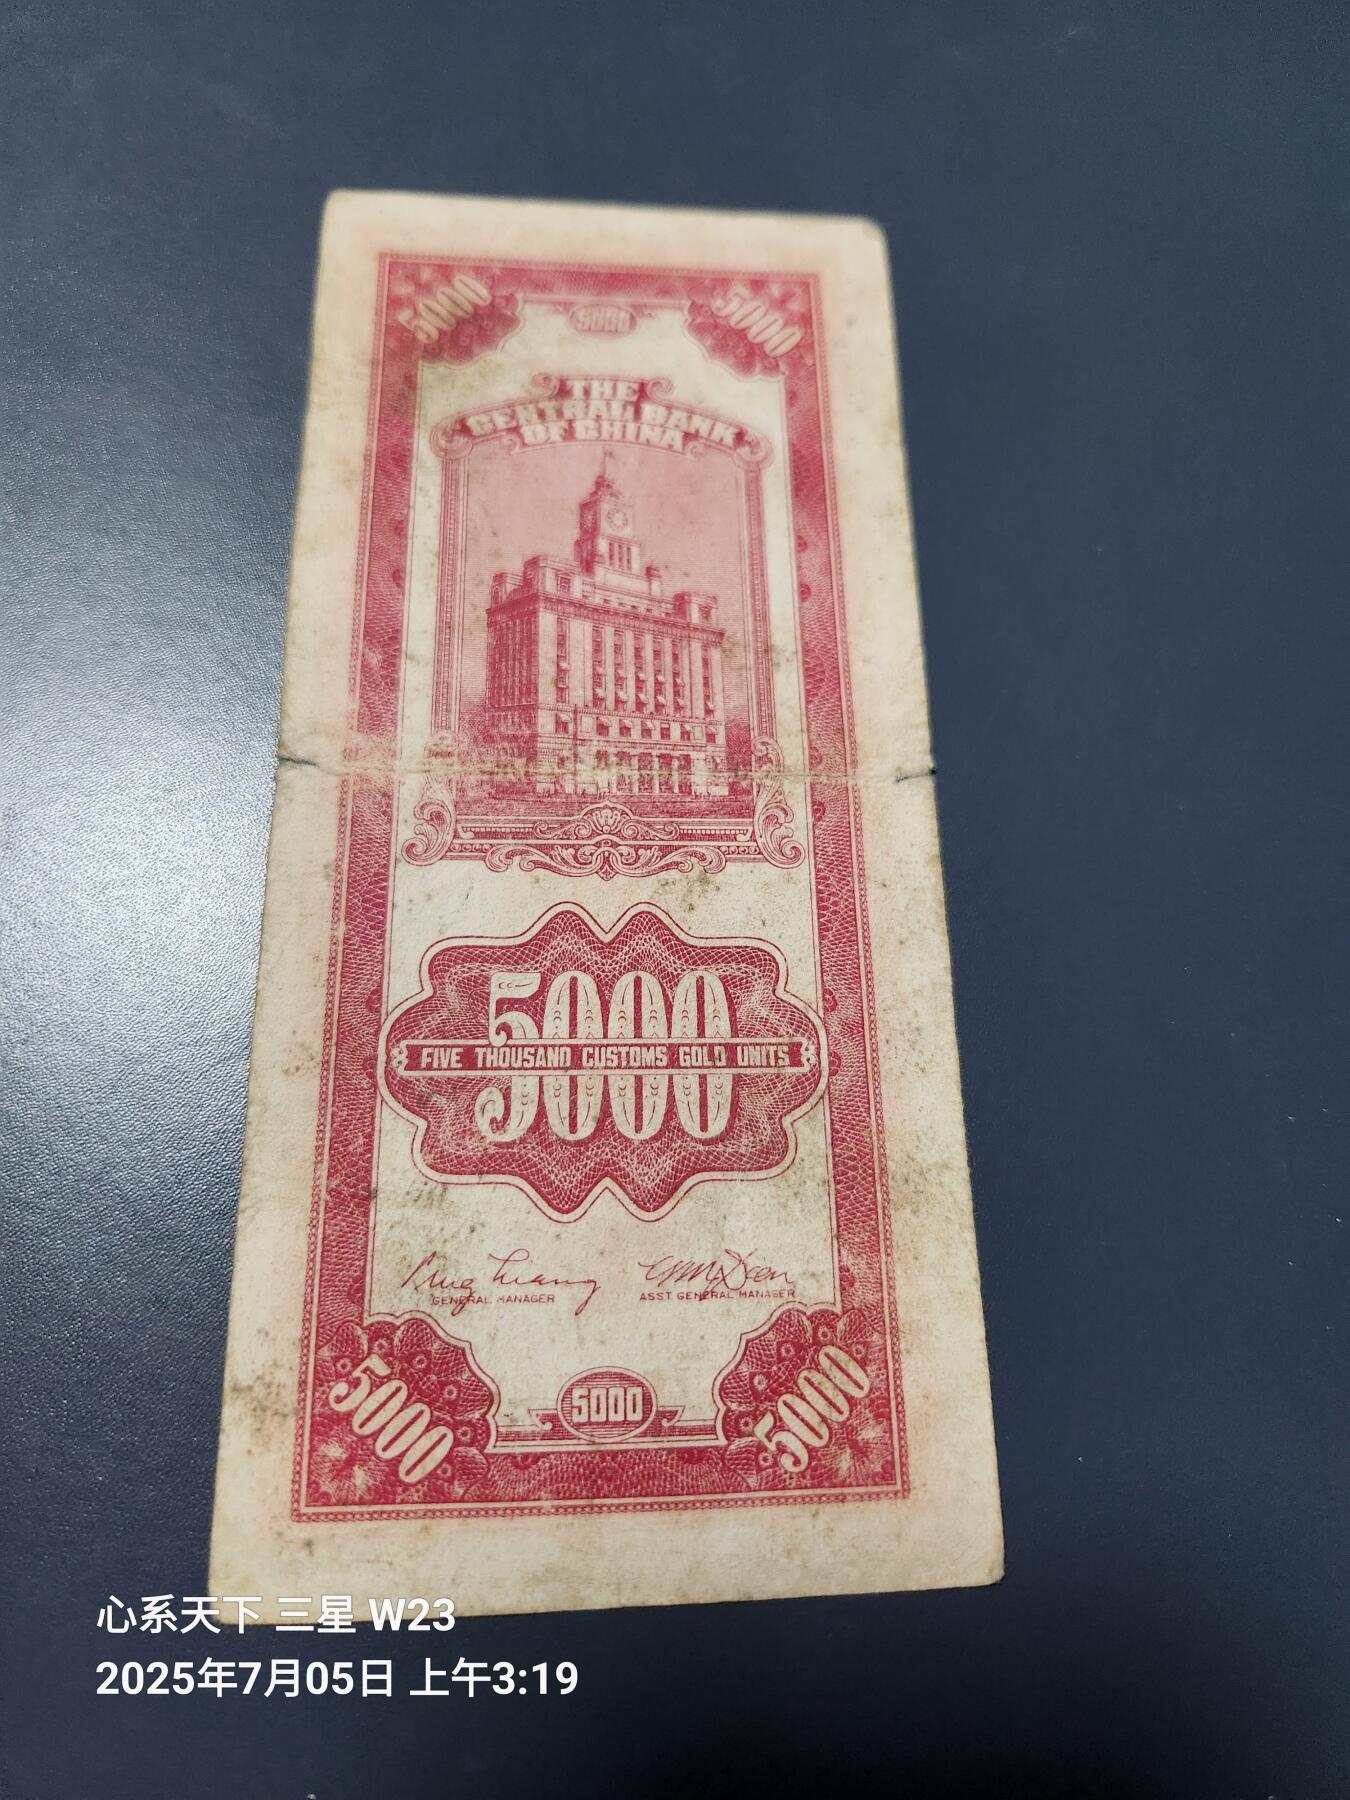 5000 5000 5000
THE
CENTRAL BANK
OF CHINA
5000
FIVE THOUSAND CUSTOMS GOLD UNITS
GENERAL MANAGER ASST. GENERAL MANAGER
5000 5000 5000
心系天下 三星 W23
2025年7月05日 上午3:19